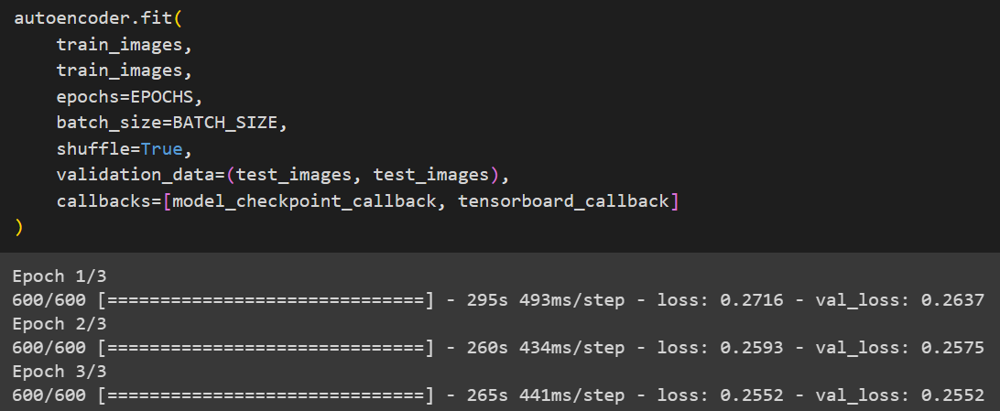 autoencoder.fit(
    train_images,
    train_images,
    epochs=EPOCHS,
    batch_size=BATCH_SIZE,
    shuffle=True,
    validation_data=(test_images, test_images),
    callbacks=[model_checkpoint_callback, tensorboard_callback]
)
Epoch 1/3
600/600 [==============================] - 295s 493ms/step - loss: 0.2716 - val_loss: 0.2637
Epoch 2/3
600/600 [==============================] - 260s 434ms/step - loss: 0.2593 - val_loss: 0.2575
Epoch 3/3
600/600 [==============================] - 265s 441ms/step - loss: 0.2552 - val_loss: 0.2552